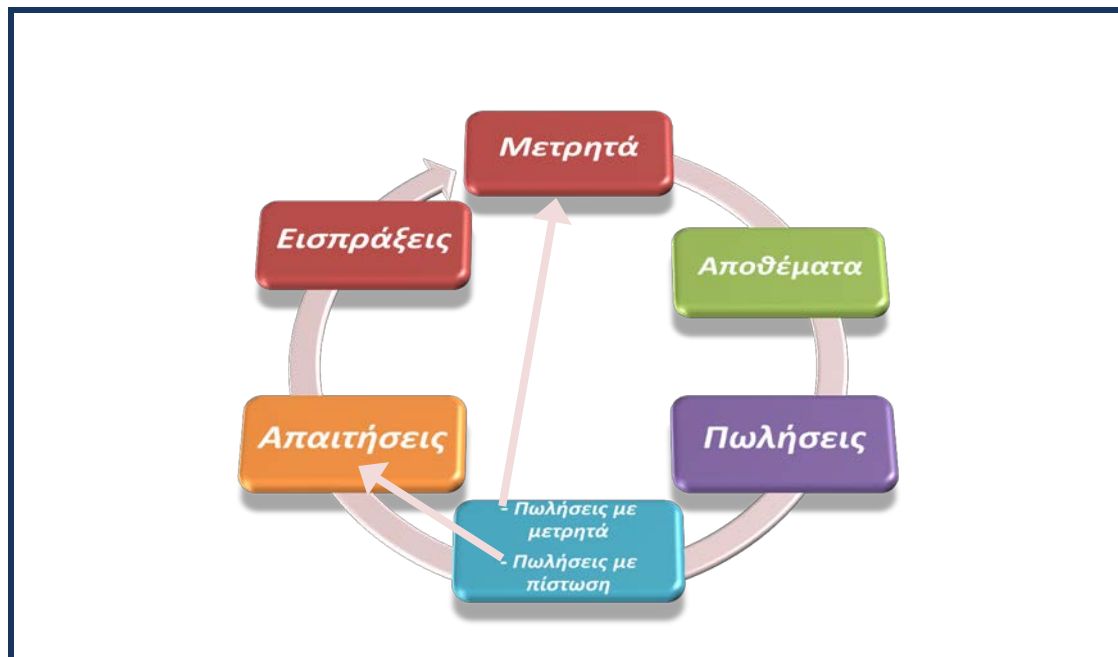 Μετρητά
Αποθέματα
Πωλήσεις
- Πωλήσεις με
μετρητά
- Πωλήσεις με
πίστωση
Απαιτήσεις
Εισπράξεις